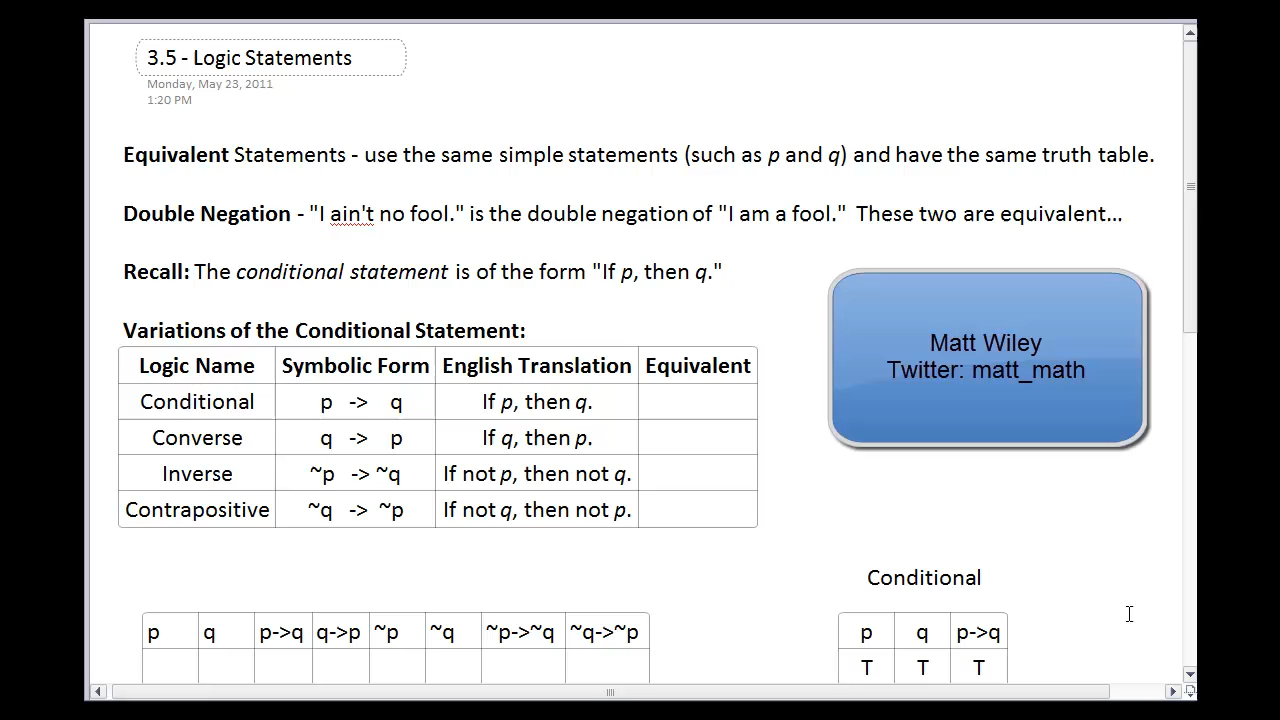 3.5 - Logic Statements
Monday, May 23, 2011
1:20 PM
Equivalent Statements - use the same simple statements (such as p and q) and have the same truth table.
Double Negation - "I ain't no fool." is the double negation of "I am a fool." These two are equivalent...
Recall: The conditional statement is of the form "If p, then q."
Matt Wiley
Twitter: matt_math
Variations of the Conditional Statement:
Logic Name Symbolic Form English Translation Equivalent
Conditional p -> q If p, then q.
Converse q -> p If q, then p.
Inverse ~p -> ~q If not p, then not q.
Contrapositive ~q -> ~p If not q, then not p.
Conditional
p q p->q q->p ~p ~q ~p->~q ~q->~p
p q p->q
T T T